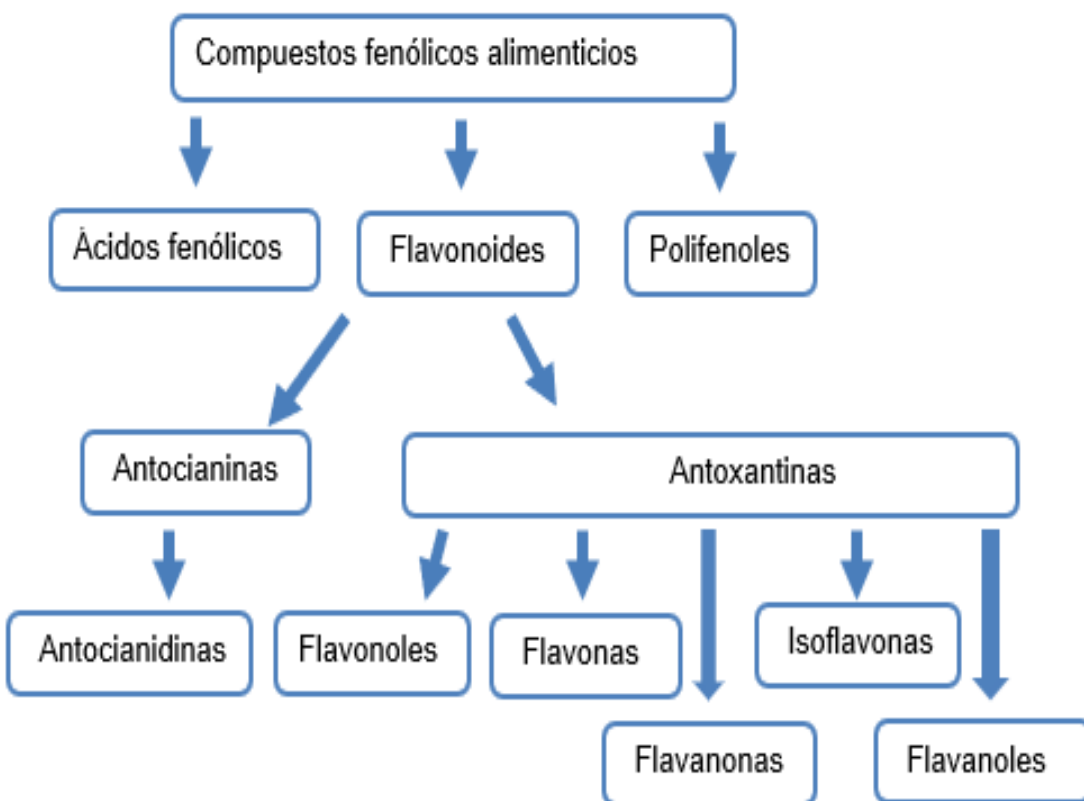 Compuestos fenólicos alimenticios
Ácidos fenólicos
Flavonoides
Polifenoles
Antocianinas
Antoxantinas
Antocianidinas
Flavonoles
Flavonas
Isoflavonas
Flavanonas
Flavanoles